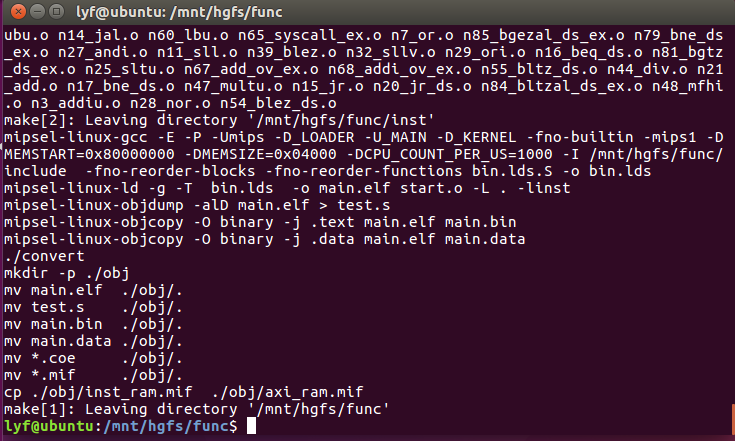 lyf@ubuntu: /mnt/hgfs/func
ubu.o n14_jal.o n60_lbu.o n65_syscall_ex.o n7_or.o n85_bgezal_ds_ex.o n79_bne_ds
_ex.o n27_andi.o n11_sll.o n39_blez.o n32_sllv.o n29_ori.o n16_beq_ds.o n81_bgtz
_ds_ex.o n25_sltu.o n67_add_ov_ex.o n68_addi_ov_ex.o n55_bltz_ds.o n44_div.o n21
_add.o n17_bne_ds.o n47_multu.o n15_jr.o n20_jr_ds.o n84_bltzal_ds_ex.o n48_mfhi
.o n3_addiu.o n28_nor.o n54_blez_ds.o
make[2]: Leaving directory '/mnt/hgfs/func/inst'
mipsel-linux-gcc -E -P -Umips -D_LOADER -U_MAIN -D_KERNEL -fno-builtin -mips1 -D
MEMSTART=0x80000000 -DMEMSIZE=0x04000 -DCPU_COUNT_PER_US=1000 -I /mnt/hgfs/func/
include  -fno-reorder-blocks -fno-reorder-functions bin.lds.S -o bin.lds
mipsel-linux-ld -g -T  bin.lds  -o main.elf start.o -L . -linst
mipsel-linux-objdump -alD main.elf > test.s
mipsel-linux-objcopy -O binary -j .text main.elf main.bin
mipsel-linux-objcopy -O binary -j .data main.elf main.data
./convert
mkdir -p ./obj
mv main.elf  ./obj/.
mv test.s    ./obj/.
mv main.bin  ./obj/.
mv main.data ./obj/.
mv *.coe     ./obj/.
mv *.mif     ./obj/.
cp ./obj/inst_ram.mif  ./obj/axi_ram.mif
make[1]: Leaving directory '/mnt/hgfs/func'
lyf@ubuntu:/mnt/hgfs/func$